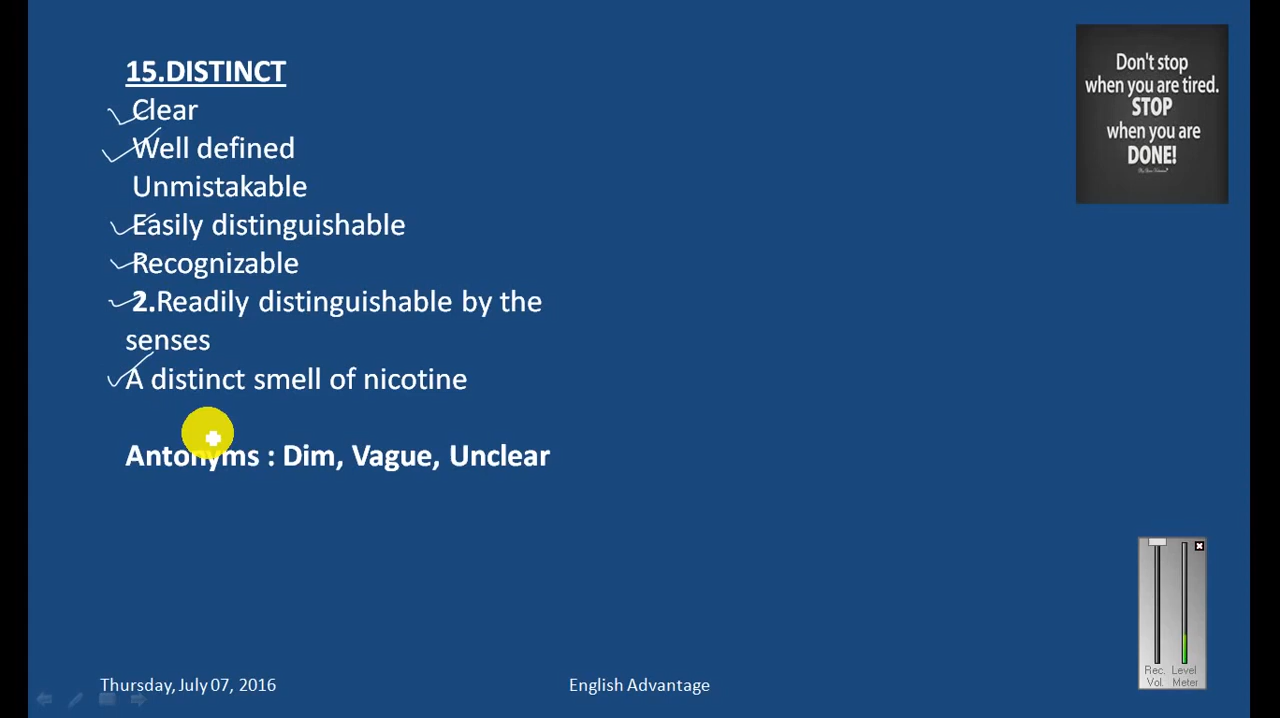 15.DISTINCT
Clear
Well defined
Unmistakable
Easily distinguishable
Recognizable
2.Readily distinguishable by the
senses
A distinct smell of nicotine
Antonyms : Dim, Vague, Unclear
Don't stop
when you are tired.
STOP
when you are
DONE!
Rec. Level
Vol. Meter
Thursday, July 07, 2016
English Advantage